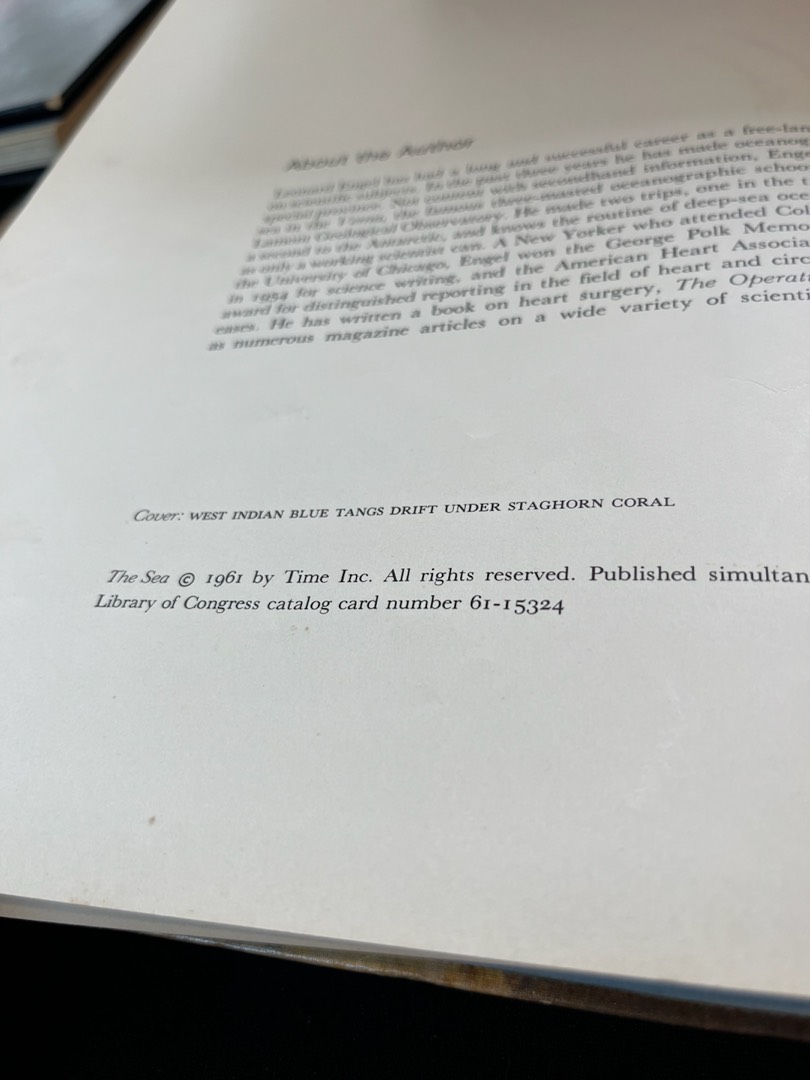 About the Author
Leonard Engel has had a long and successful career as a free-lan
on scientific subjects. In the past three years he has made oceanog
special province. Not content with secondhand information, Enge
the famous three-masted oceanographic schoo
Lamont Geological Observatory. He made two trips, one in the t
a second to the Antarctic, and knows the routine of deep-sea oce
as only a working scientist can. A New Yorker who attended Col
the University of Chicago, Engel won the George Polk Memo
in 1954 for science writing, and the American Heart Associa
award for distinguished reporting in the field of heart and circ
eases. He has written a book on heart surgery, The Operati
as numerous magazine articles on a wide variety of scienti
Cover: WEST INDIAN BLUE TANGS DRIFT UNDER STAGHORN CORAL
The Sea © 1961 by Time Inc. All rights reserved. Published simultan
Library of Congress catalog card number 61-15324